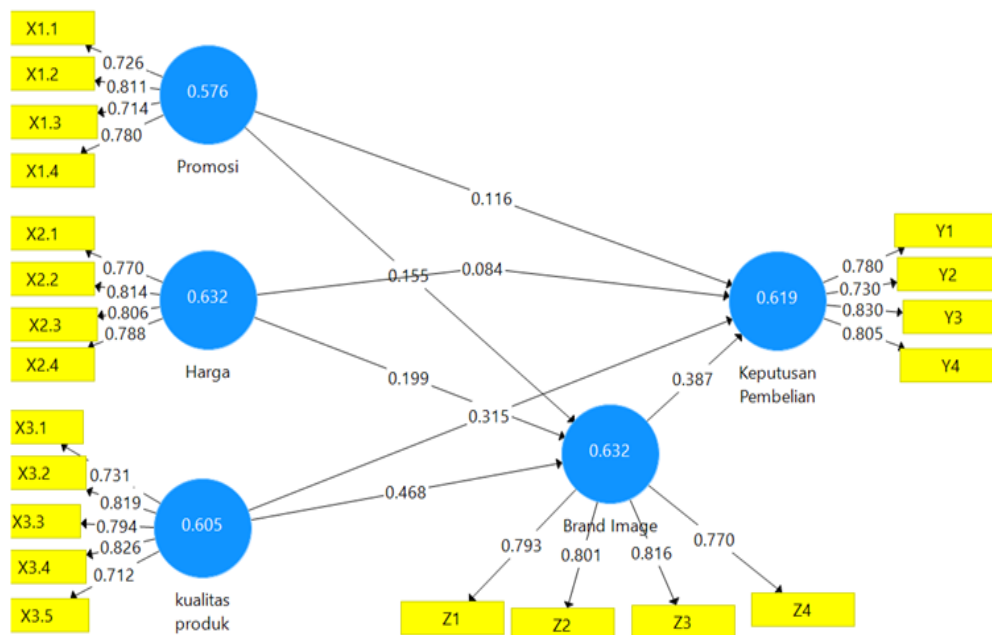 X1.1
0.726
X1.2
0.811
X1.3
0.714
X1.4
0.780
0.576
Promosi
X2.1
0.770
X2.2
0.814
X2.3
0.806
X2.4
0.788
0.632
Harga
X3.1
0.731
X3.2
0.819
X3.3
0.794
X3.4
0.826
X3.5
0.712
0.605
kualitas
produk
0.116
0.155
0.084
0.199
0.315
0.468
0.387
0.619
Keputusan
Pembelian
0.780
Y1
0.730
Y2
0.830
Y3
0.805
Y4
0.632
Brand Image
0.793
0.801
0.816
0.770
Z1
Z2
Z3
Z4